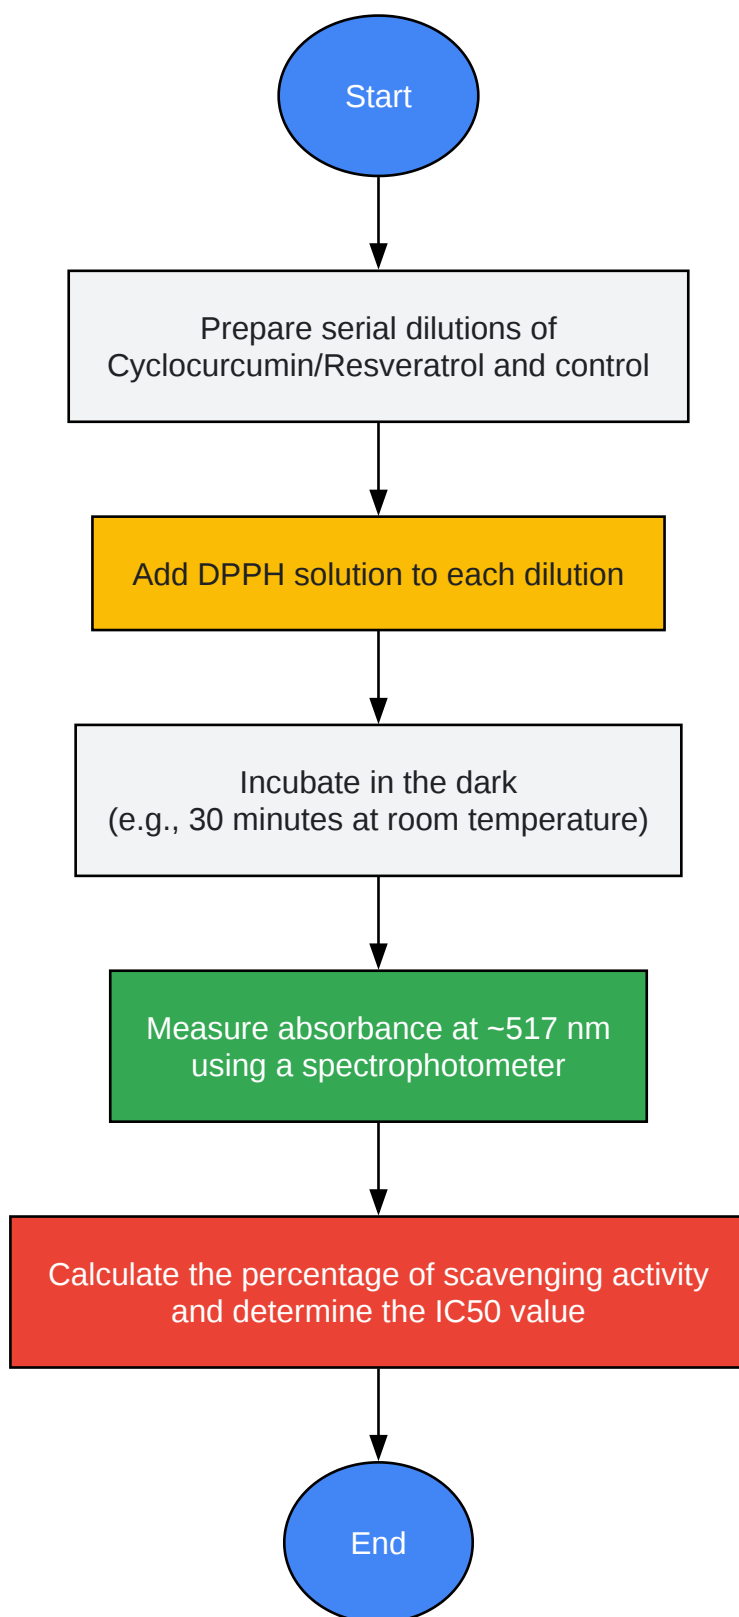 Start
Prepare serial dilutions of
Cyclocurcumin/Resveratrol and control
Add DPPH solution to each dilution
Incubate in the dark
(e.g., 30 minutes at room temperature)
Measure absorbance at ~517 nm
using a spectrophotometer
Calculate the percentage of scavenging activity
and determine the IC50 value
End